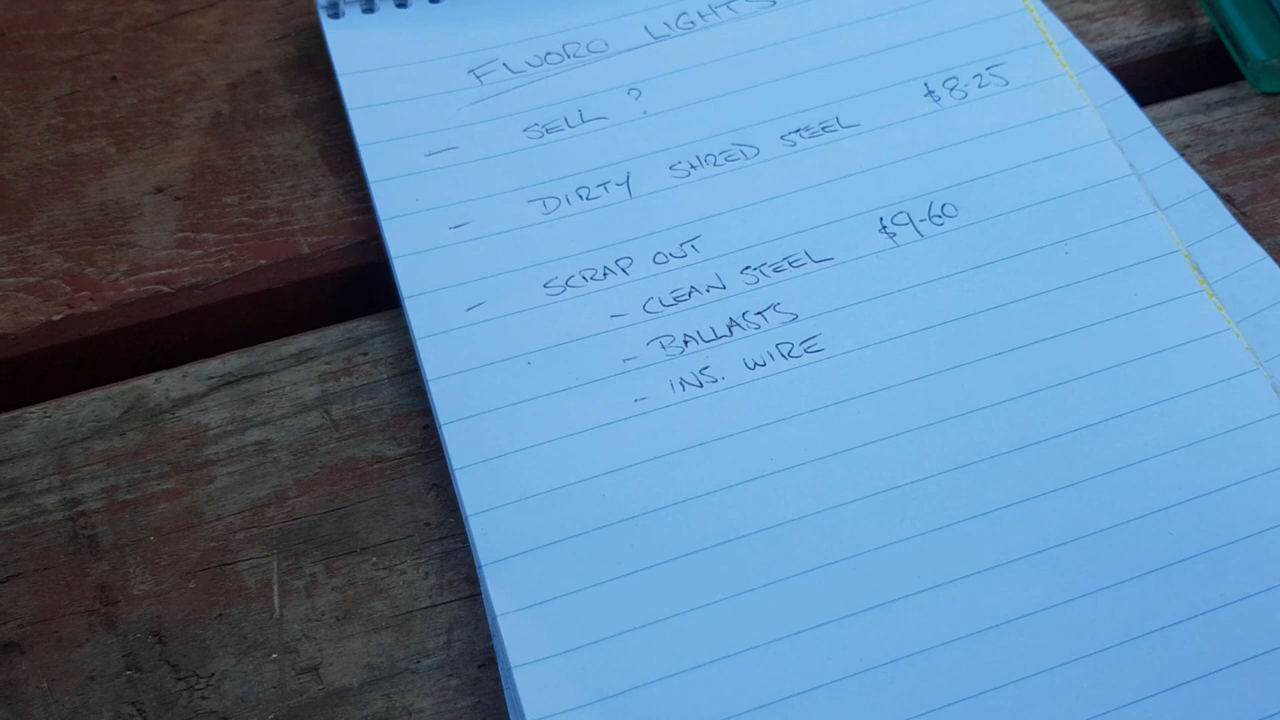 FLUORO LIGHTS
- SELL ?
- DIRTY SHRED STEEL $8.25
- SCRAP OUT
- CLEAN STEEL $9-60
- BALLASTS
- INS. WIRE